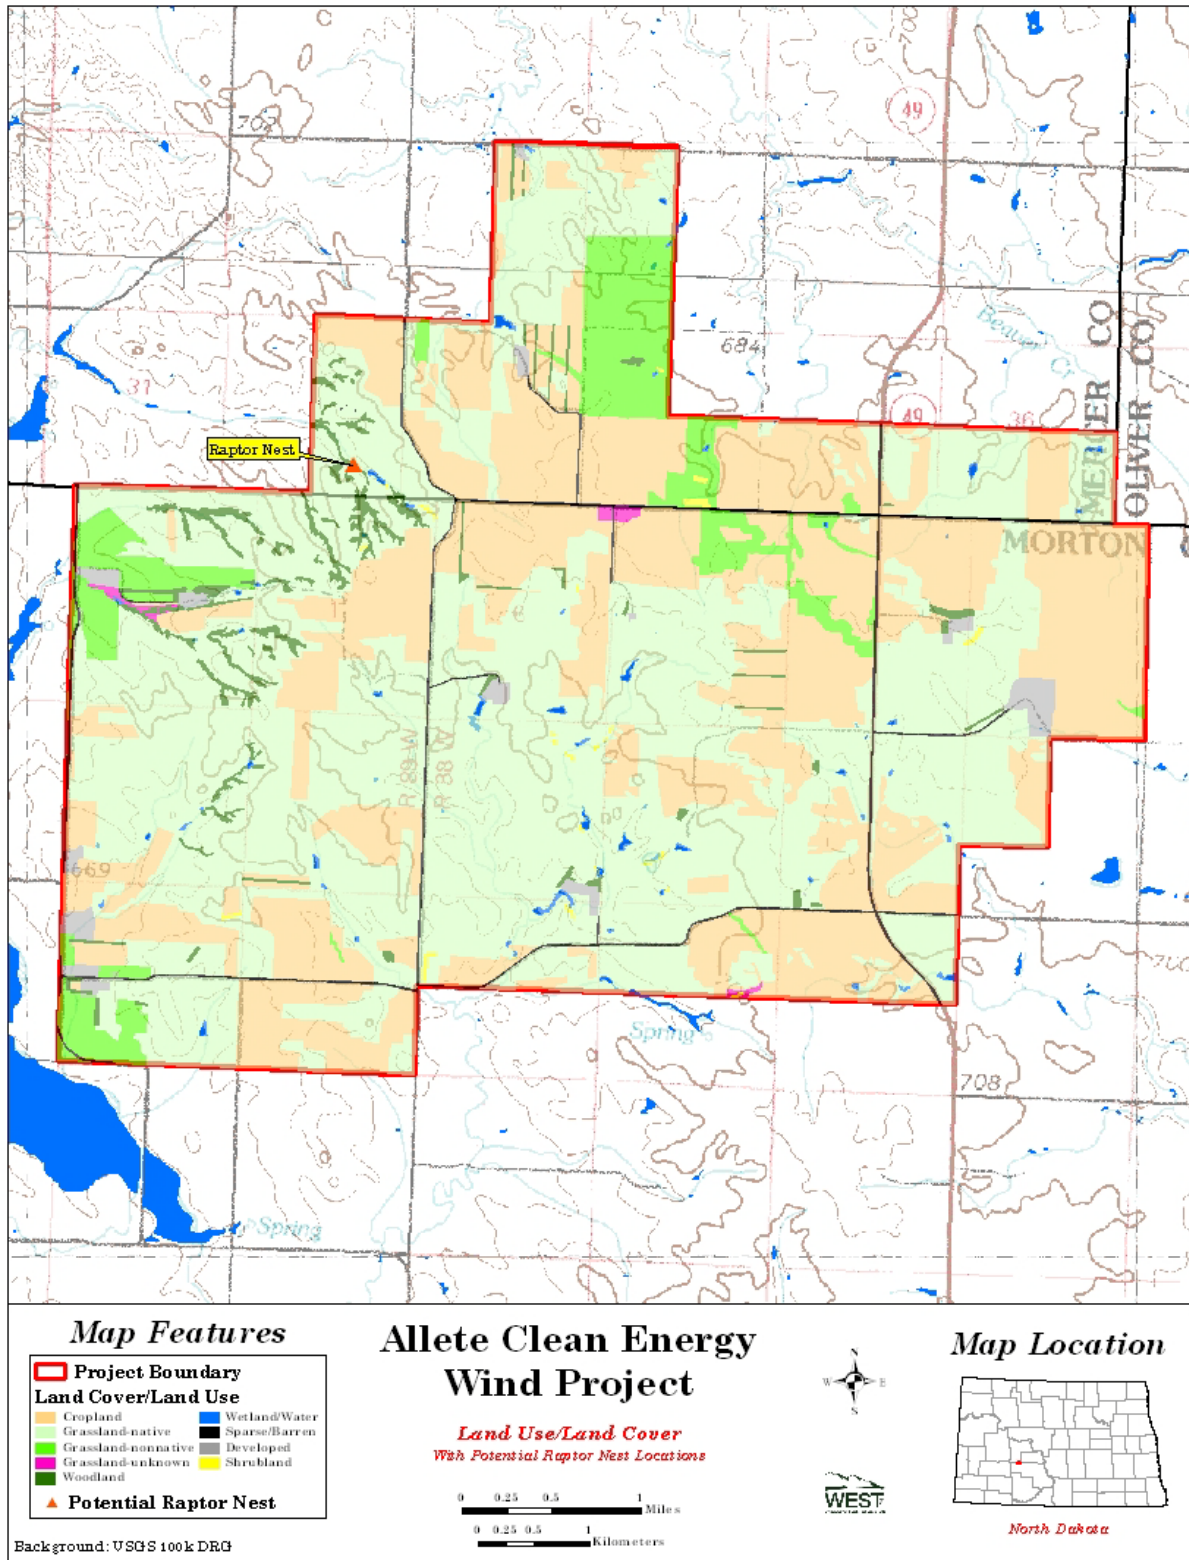 49
700
763
Beaver Cr
684
MERCER CO
OLIVER CO
31
49
36
Raptor Nest
MORTON
R 89 W
R 88 W
669
700
Spring
708
Spring
Map Features
Project Boundary
Land Cover/Land Use
Cropland
Grassland-native
Grassland-nonnative
Grassland-unknown
Woodland
Wetland/Water
Sparse/Barren
Developed
Shrubland
Potential Raptor Nest
Background: USGS 100k DRG
Allete Clean Energy
Wind Project
Land Use/Land Cover
With Potential Raptor Nest Locations
0 0.25 0.5 1
Miles
0 0.25 0.5 1
Kilometers
N
E
S
WEST
Map Location
North Dakota